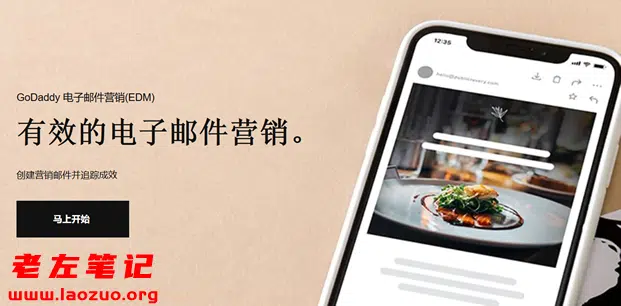 GoDaddy 电子邮件营销(EDM)
有效的电子邮件营销。
创建营销邮件并追踪成效
马上开始
老左笔记
www.laozuo.org
12:35